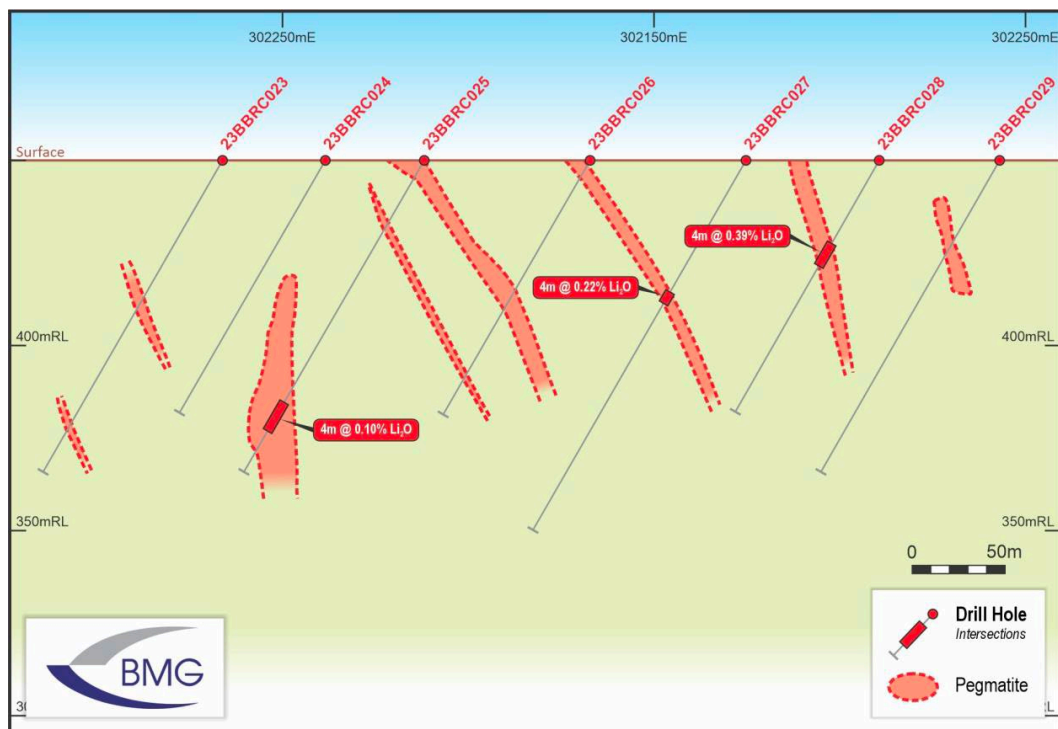 302250mE
302150mE
302250mE
23BBRC023
23BBRC024
23BBRC025
23BBRC026
23BBRC027
23BBRC028
23BBRC029
Surface
4m @ 0.39% Li₂O
4m @ 0.22% Li₂O
400mRL
400mRL
4m @ 0.10% Li₂O
350mRL
350mRL
0 50m
Drill Hole
Intersections
BMG
Pegmatite